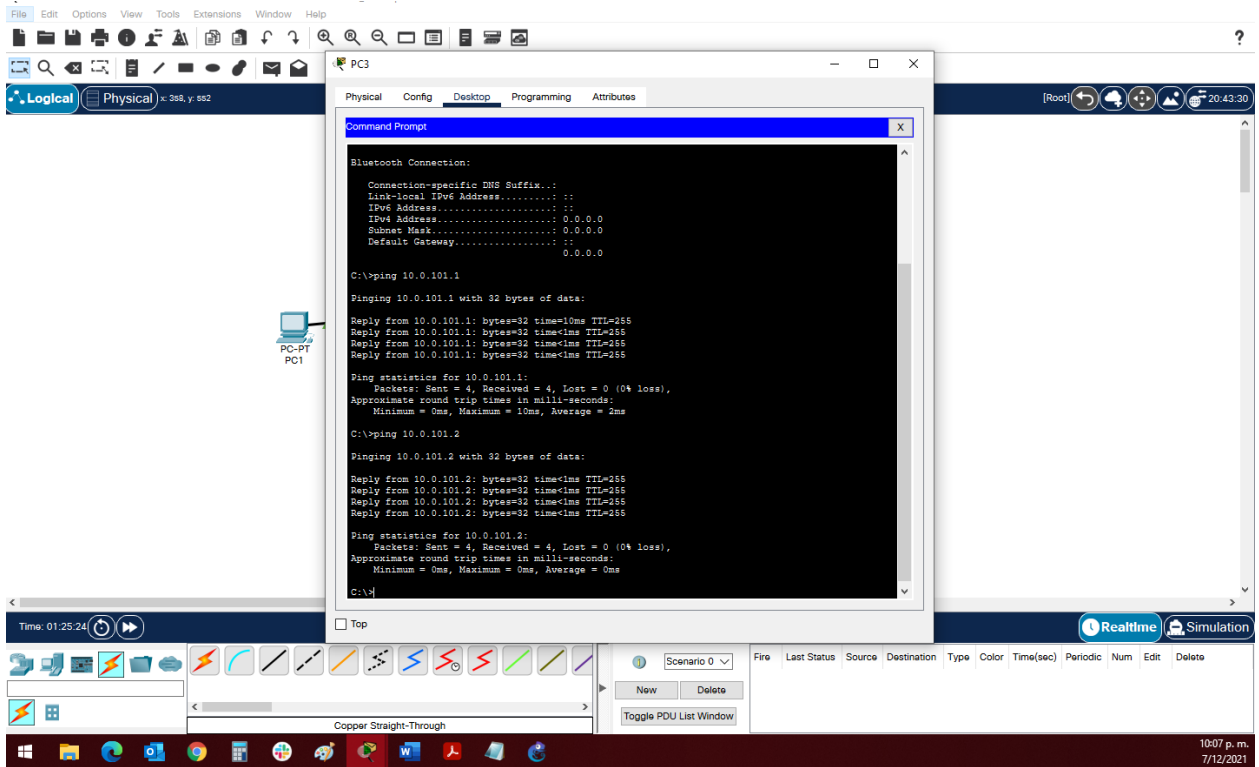 File Edit Options View Tools Extensions Window Help
?
PC3
Physical Config Desktop Programming Attributes
Logical Physical x: 358, y: 552
[Root] 20:43:30
Command Prompt X
Bluetooth Connection:
Connection-specific DNS Suffix..:
Link-local IPv6 Address.........: ::
IPv6 Address....................: ::
IPv4 Address....................: 0.0.0.0
Subnet Mask.....................: 0.0.0.0
Default Gateway.................: ::
0.0.0.0
C:\>ping 10.0.101.1
Pinging 10.0.101.1 with 32 bytes of data:
Reply from 10.0.101.1: bytes=32 time=10ms TTL=255
Reply from 10.0.101.1: bytes=32 time<1ms TTL=255
Reply from 10.0.101.1: bytes=32 time<1ms TTL=255
Reply from 10.0.101.1: bytes=32 time<1ms TTL=255
Ping statistics for 10.0.101.1:
Packets: Sent = 4, Received = 4, Lost = 0 (0% loss),
Approximate round trip times in milli-seconds:
Minimum = 0ms, Maximum = 10ms, Average = 2ms
C:\>ping 10.0.101.2
Pinging 10.0.101.2 with 32 bytes of data:
Reply from 10.0.101.2: bytes=32 time<1ms TTL=255
Reply from 10.0.101.2: bytes=32 time<1ms TTL=255
Reply from 10.0.101.2: bytes=32 time<1ms TTL=255
Reply from 10.0.101.2: bytes=32 time<1ms TTL=255
Ping statistics for 10.0.101.2:
Packets: Sent = 4, Received = 4, Lost = 0 (0% loss),
Approximate round trip times in milli-seconds:
Minimum = 0ms, Maximum = 0ms, Average = 0ms
C:\>
PC-PT
PC1
Top
Time: 01:25:24
Realtime Simulation
Scenario 0
New Delete
Toggle PDU List Window
Fire Last Status Source Destination Type Color Time(sec) Periodic Num Edit Delete
Copper Straight-Through
10:07 p. m.
7/12/2021